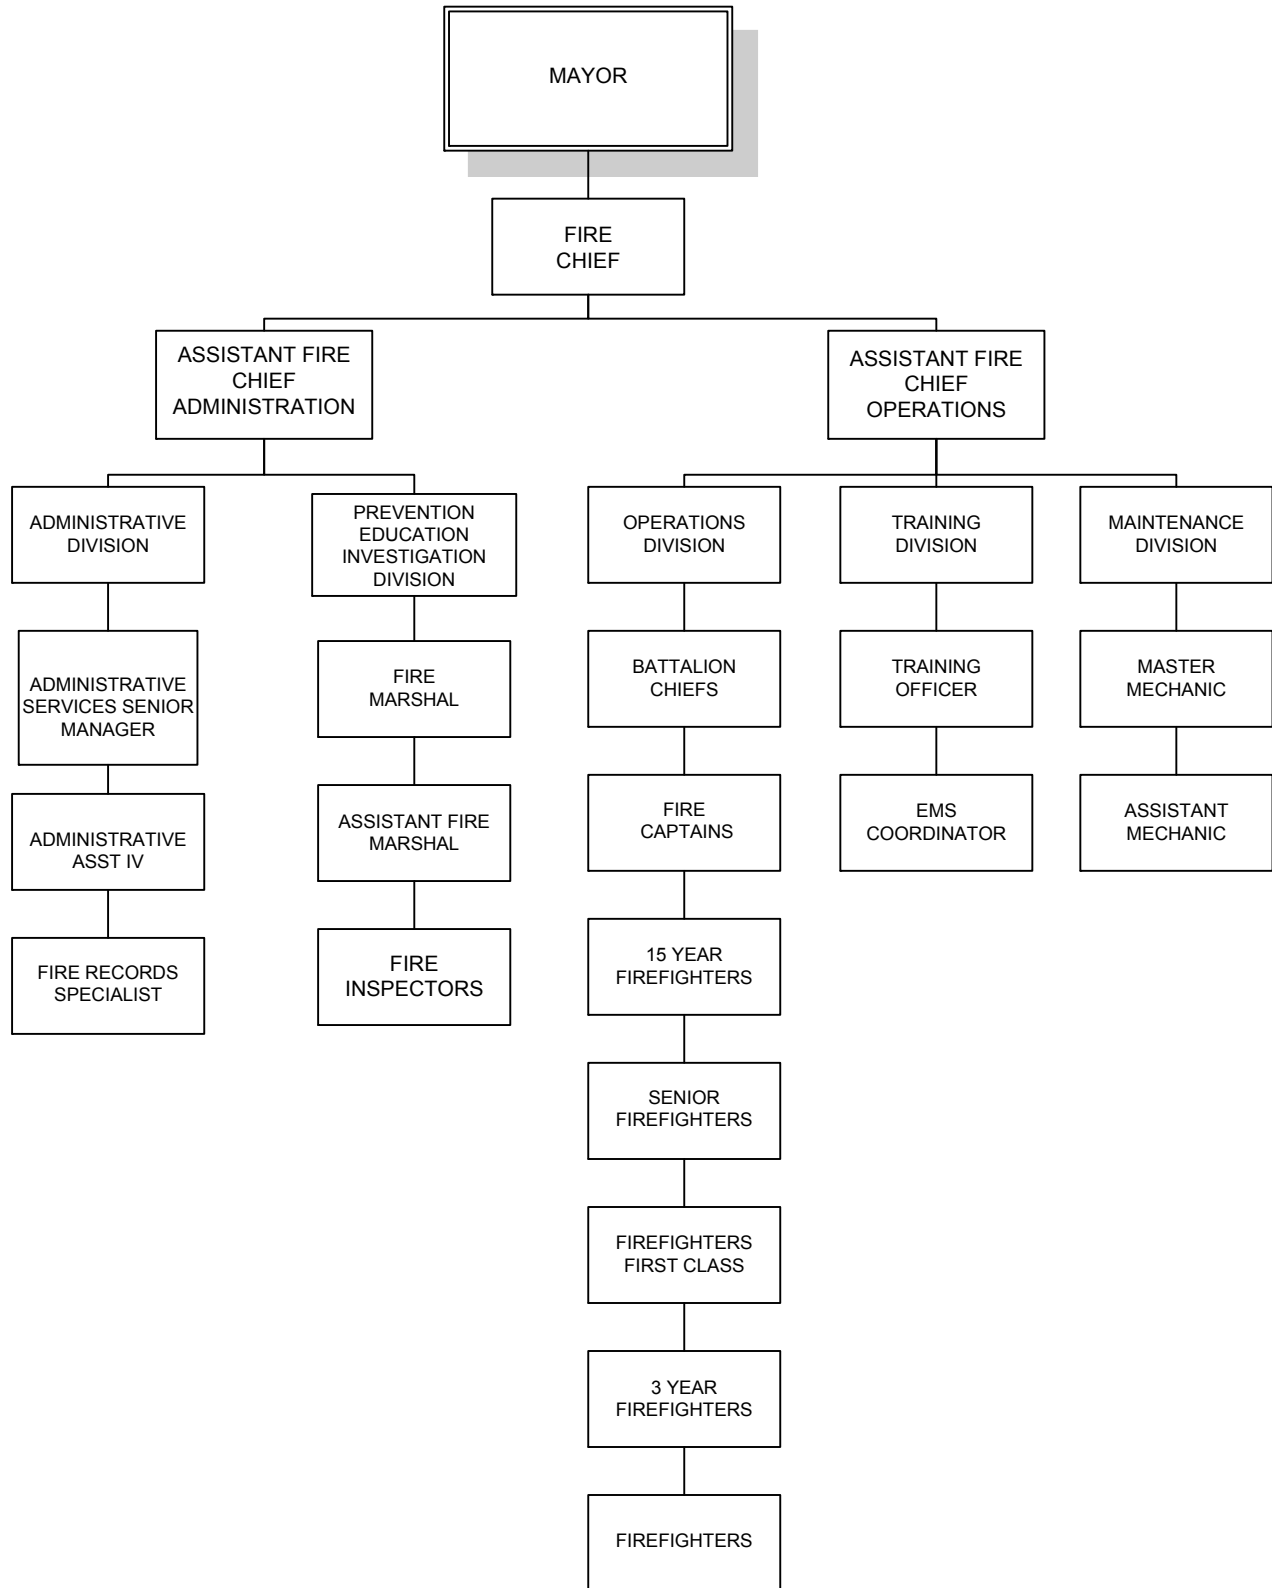 MAYOR
FIRE
CHIEF
ASSISTANT FIRE
CHIEF
ADMINISTRATION
ASSISTANT FIRE
CHIEF
OPERATIONS
ADMINISTRATIVE
DIVISION
PREVENTION
EDUCATION
INVESTIGATION
DIVISION
OPERATIONS
DIVISION
TRAINING
DIVISION
MAINTENANCE
DIVISION
ADMINISTRATIVE
SERVICES SENIOR
MANAGER
FIRE
MARSHAL
BATTALION
CHIEFS
TRAINING
OFFICER
MASTER
MECHANIC
ADMINISTRATIVE
ASST IV
ASSISTANT FIRE
MARSHAL
FIRE
CAPTAINS
EMS
COORDINATOR
ASSISTANT
MECHANIC
FIRE RECORDS
SPECIALIST
FIRE
INSPECTORS
15 YEAR
FIREFIGHTERS
SENIOR
FIREFIGHTERS
FIREFIGHTERS
FIRST CLASS
3 YEAR
FIREFIGHTERS
FIREFIGHTERS